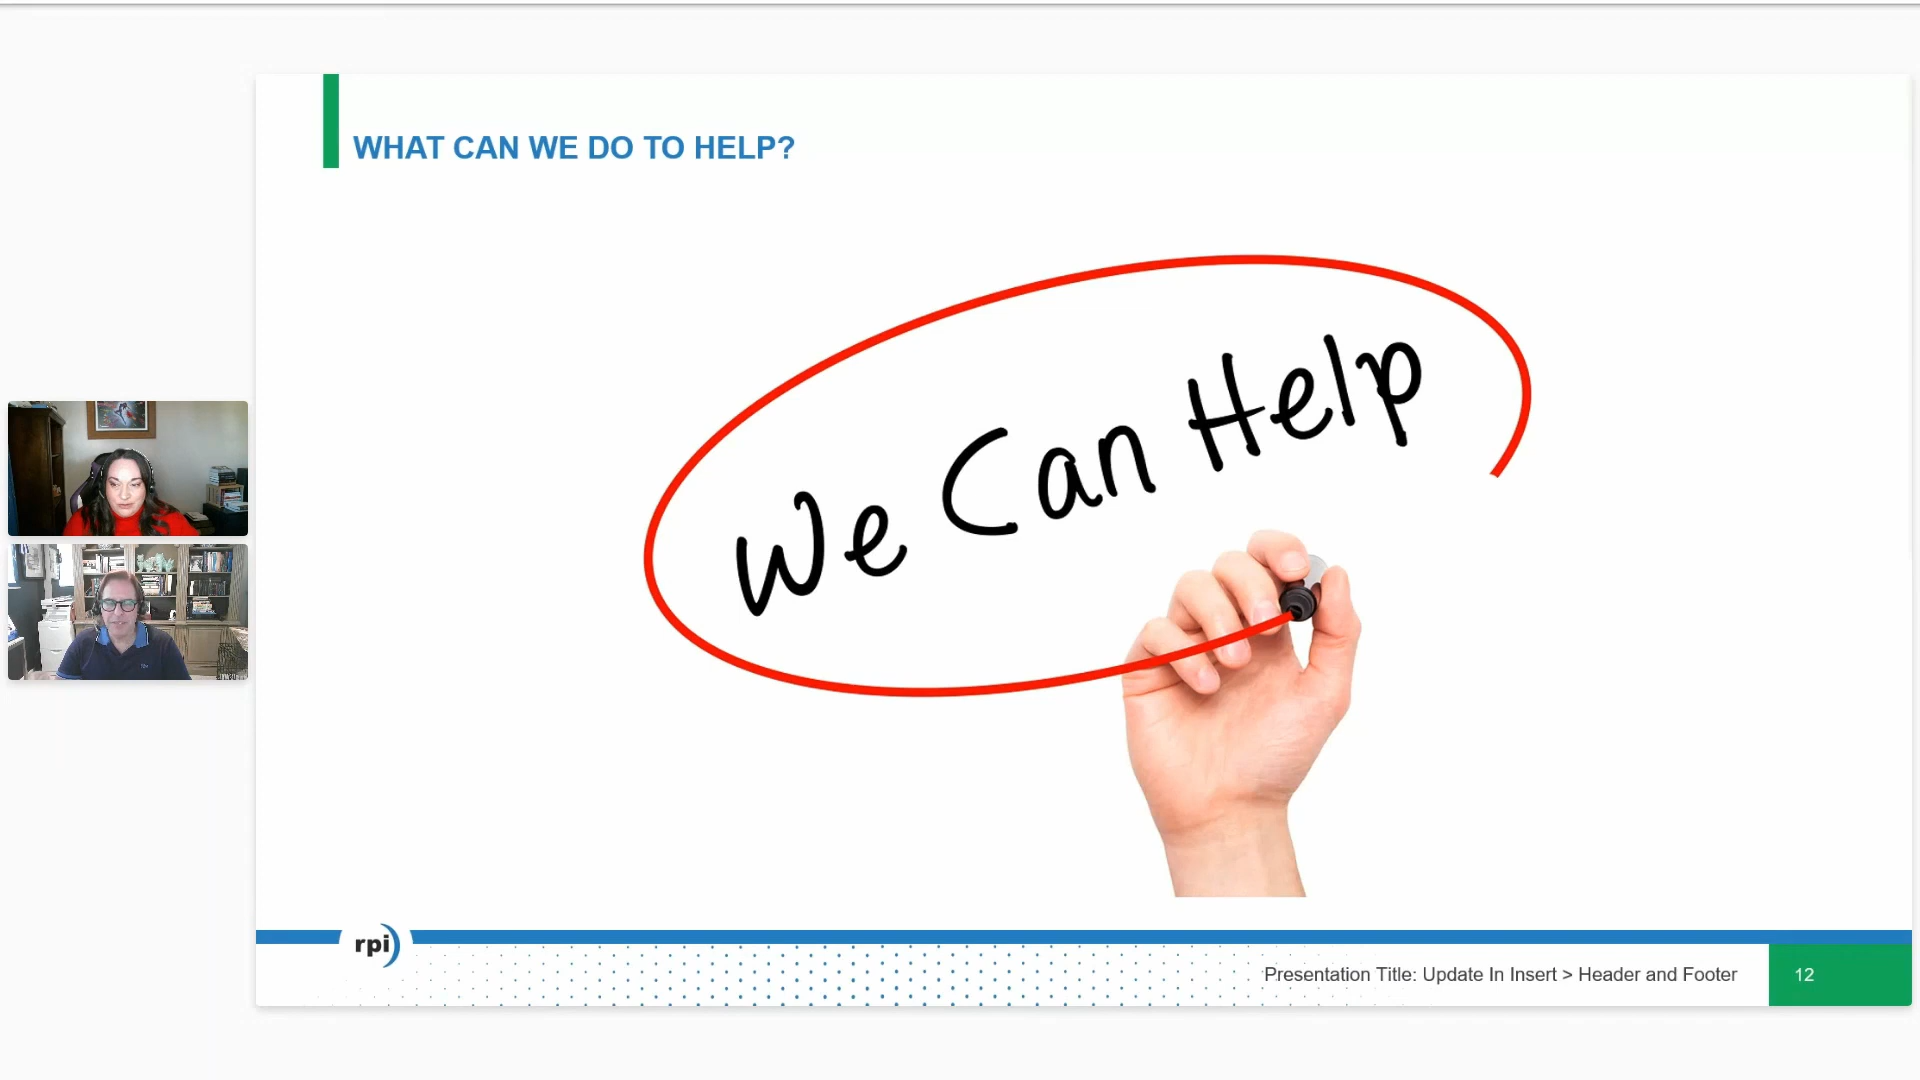 WHAT CAN WE DO TO HELP?
We Can Help
rpi
Presentation Title: Update In Insert > Header and Footer
12